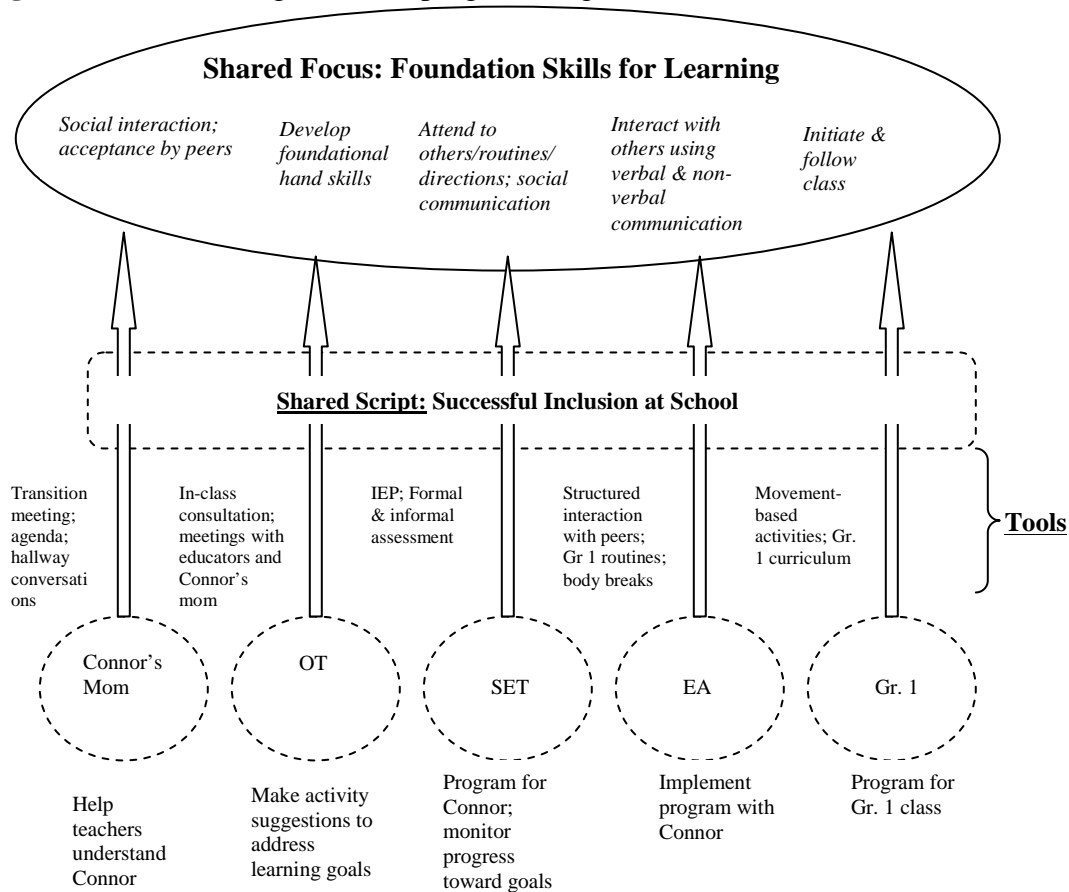 Shared Focus: Foundation Skills for Learning
Social interaction;
acceptance by peers
Develop
foundational
hand skills
Attend to
others/routines/
directions; social
communication
Interact with
others using
verbal & non-
verbal
communication
Initiate &
follow
class
Shared Script: Successful Inclusion at School
Transition
meeting;
agenda;
hallway
conversati
ons
In-class
consultation;
meetings with
educators and
Connor's
mom
IEP; Formal
& informal
assessment
Structured
interaction
with peers;
Gr 1 routines;
body breaks
Movement-
based
activities; Gr.
1 curriculum
Tools
Connor's
Mom
OT
SET
EA
Gr. 1
Help
teachers
understand
Connor
Make activity
suggestions to
address
learning goals
Program for
Connor;
monitor
progress
toward goals
Implement
program with
Connor
Program for
Gr. 1 class